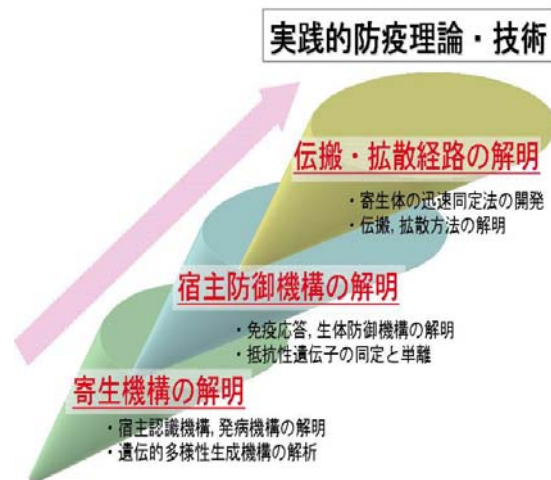 実践的防疫理論・技術
伝搬・拡散経路の解明
・寄生体の迅速同定法の開発
・伝搬, 拡散方法の解明
宿主防御機構の解明
・免疫応答, 生体防御機構の解明
・抵抗性遺伝子の同定と単離
寄生機構の解明
・宿主認識機構, 発病機構の解明
・遺伝的多様性生成機構の解析